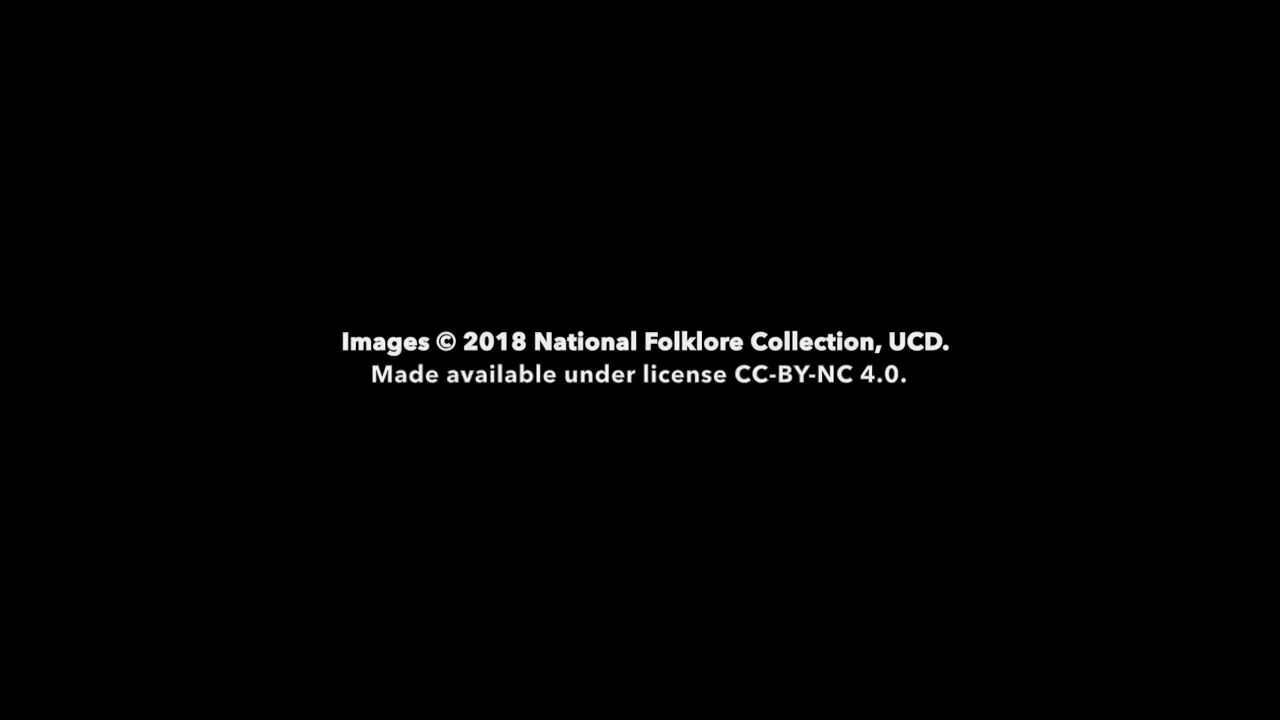 Images © 2018 National Folklore Collection, UCD.
Made available under license CC-BY-NC 4.0.